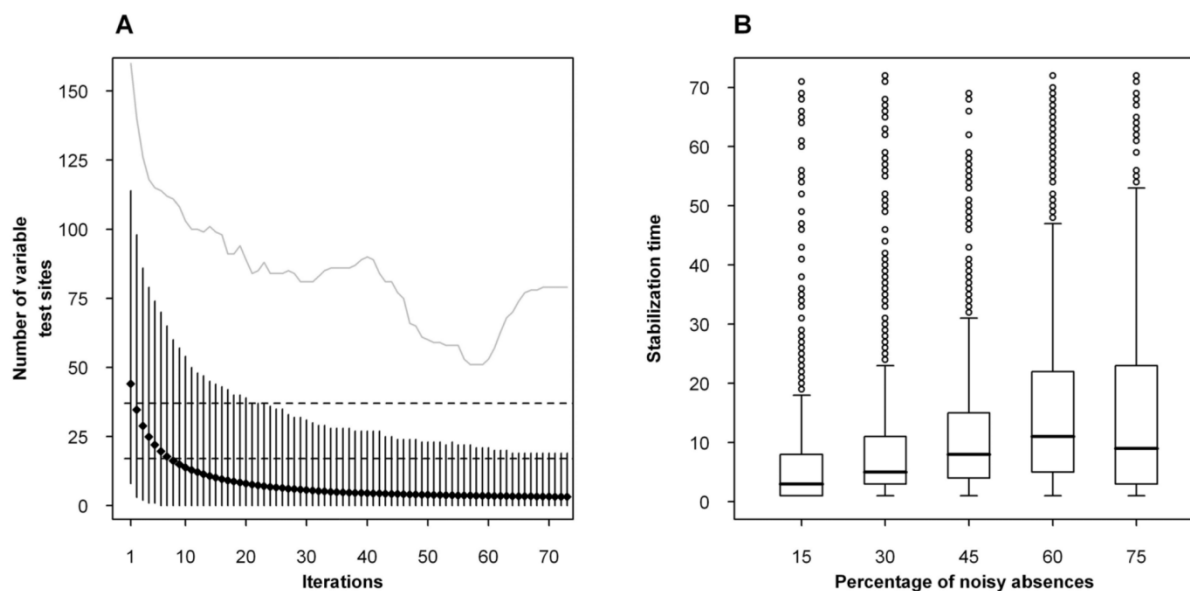 A
Number of variable
test sites
150
125
100
75
50
25
0
1 10 20 30 40 50 60 70
Iterations
B
Stabilization time
70
60
50
40
30
20
10
0
15 30 45 60 75
Percentage of noisy absences